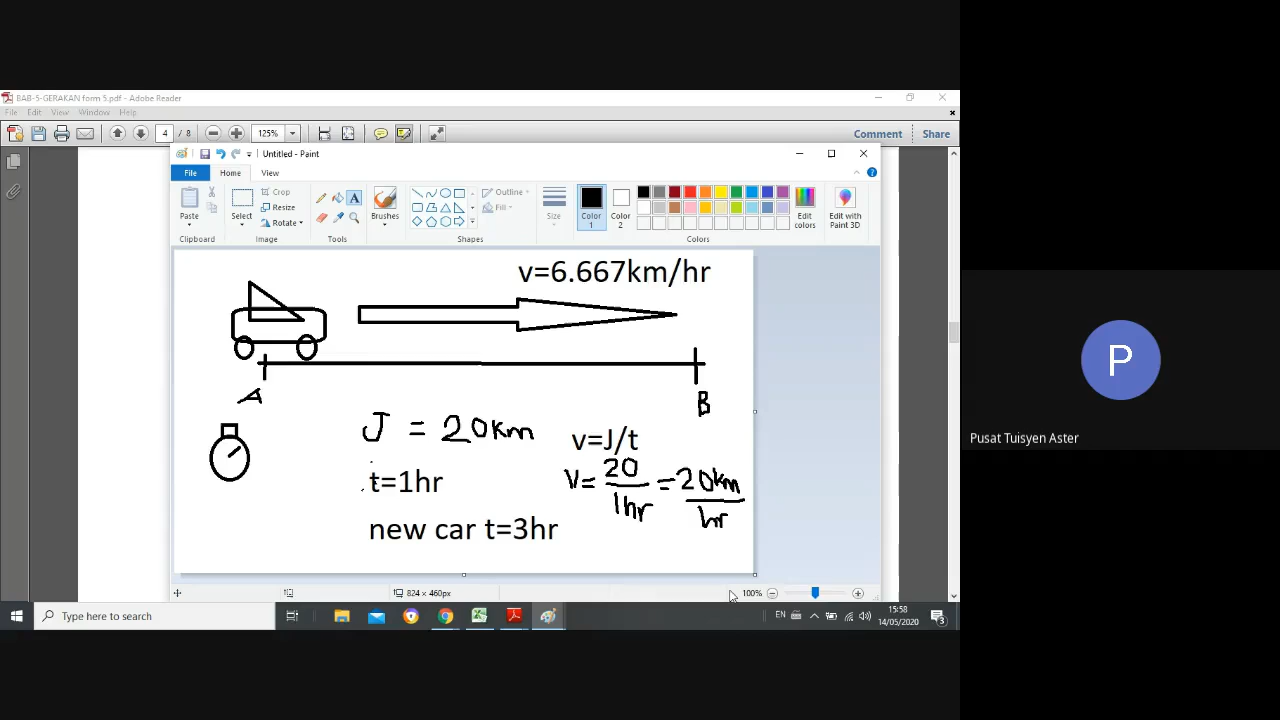 BAB-5-GERAKAN form 5.pdf - Adobe Reader
File Edit View Window Help
4 / 8 125% Comment Share
Untitled - Paint
File Home View
Paste Select Crop Resize Rotate Brushes Outline Fill Size Color 1 Color 2 Edit colors Edit with Paint 3D
Clipboard Image Tools Shapes Colors
v=6.667km/hr
A
B
J = 20km
v=J/t
t=1hr
V= 20/1hr = 20km/hr
new car t=3hr
824 × 460px 100%
Type here to search
EN 15:58
14/05/2020
3
P
Pusat Tuisyen Aster